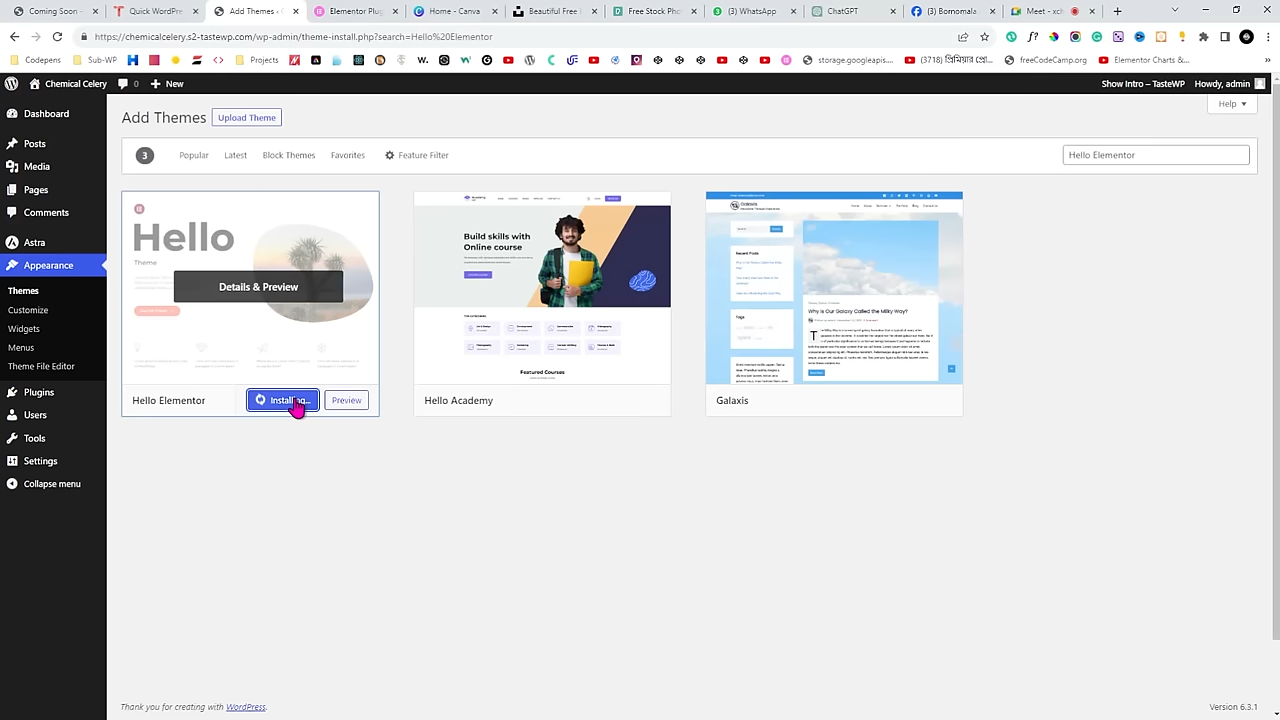 Coming Soon -
Quick WordPre
Add Themes ‹
Elementor Plug
Home - Canva
Beautiful Free
Free Stock Pho
(3) WhatsApp
ChatGPT
(3) Bornomala
Meet - xch
https://chemicalcelery.s2-tastewp.com/wp-admin/theme-install.php?search=Hello%20Elementor
Codepens
Sub-WP
Projects
storage.googleapis...
freeCodeCamp.org
Elementor Charts &...
Chemical Celery
0
New
Show Intro – TasteWP
Howdy, admin
Dashboard
Posts
Media
Pages
Comments
Astra
Appearance
Themes
Customize
Widgets
Menus
Theme File Editor
Plugins
Users
Tools
Settings
Collapse menu
Add Themes
Upload Theme
Help
3
Popular
Latest
Block Themes
Favorites
Feature Filter
Hello Elementor
Hello
Theme
Details & Preview
Hello Elementor
Installing...
Preview
Build skills with
Online course
Featured Courses
Hello Academy
Galaxis
Recent Posts
Tags
Why is Our Galaxy Called the Milky Way?
Galaxis
Thank you for creating with WordPress.
Version 6.3.1